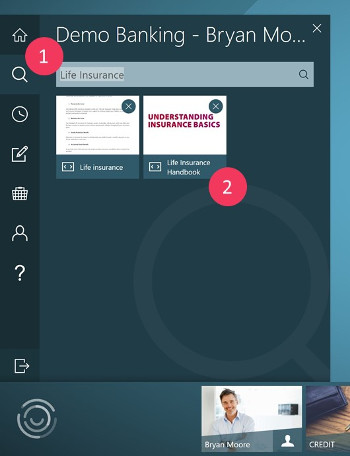 Demo Banking - Bryan Mo...
1
Life Insurance
UNDERSTANDING
INSURANCE BASICS
Life insurance
Life Insurance
Handbook
2
?
Bryan Moore
CREDIT